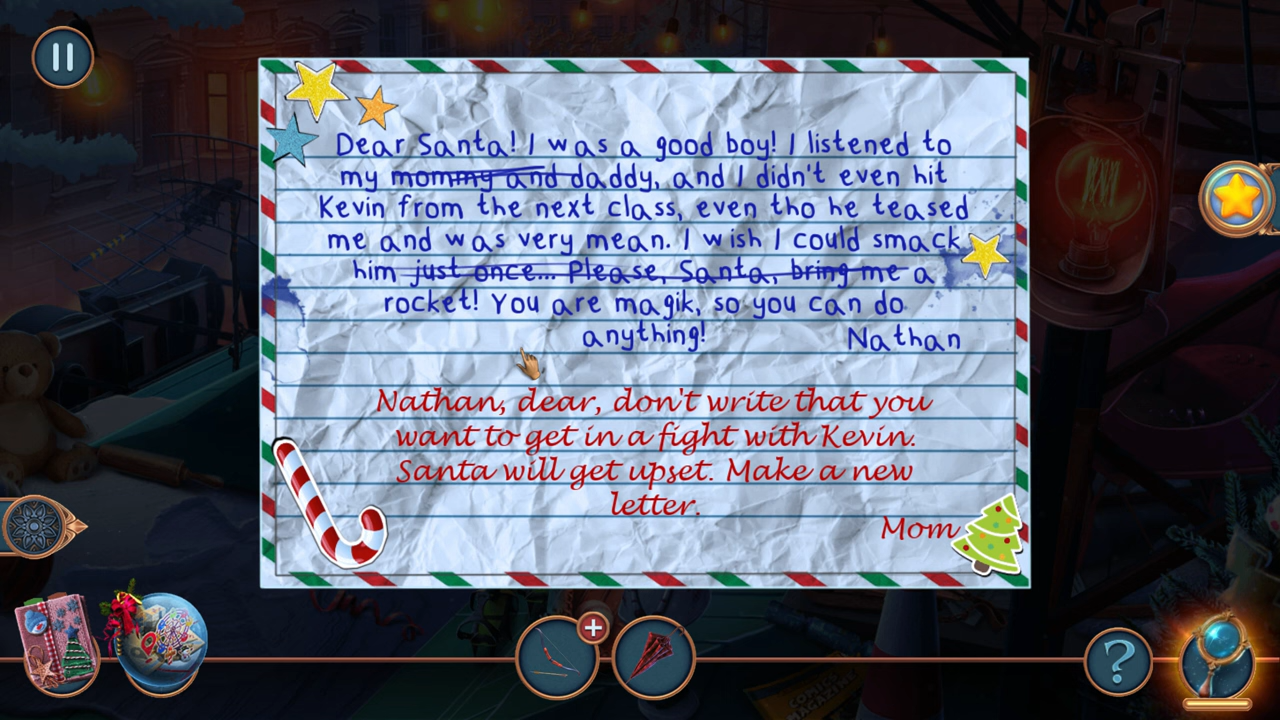 Dear Santa! I was a good boy! I listened to
my mommy and daddy, and I didn't even hit
Kevin from the next class, even tho he teased
me and was very mean. I wish I could smack
him just once... Please, Santa, bring me a
rocket! You are magik, so you can do
anything! Nathan
Nathan, dear, don't write that you
want to get in a fight with Kevin.
Santa will get upset. Make a new
letter.
Mom
?